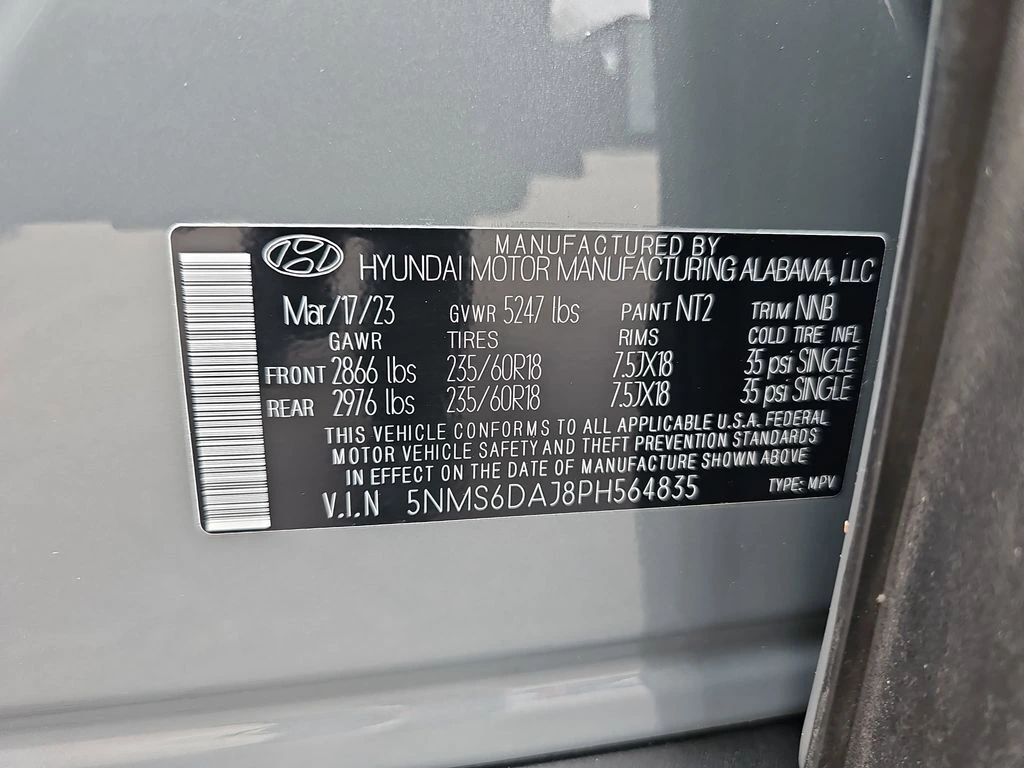 MANUFACTURED BY
HYUNDAI MOTOR MANUFACTURING ALABAMA, LLC
Mar/17/23 GVWR 5247 lbs PAINT NT2 TRIM NNB
GAWR TIRES RIMS COLD TIRE INFL
FRONT 2866 lbs 235/60R18 7.5JX18 35 psi SINGLE
REAR 2976 lbs 235/60R18 7.5JX18 35 psi SINGLE
THIS VEHICLE CONFORMS TO ALL APPLICABLE U.S.A. FEDERAL
MOTOR VEHICLE SAFETY AND THEFT PREVENTION STANDARDS
IN EFFECT ON THE DATE OF MANUFACTURE SHOWN ABOVE
V.I.N 5NMS6DAJ8PH564835 TYPE: MPV